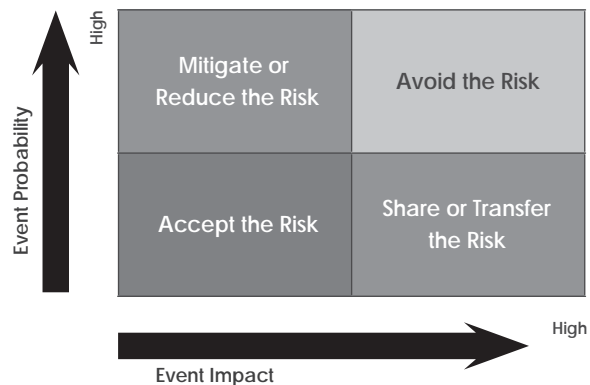 High
Event Probability
Mitigate or
Reduce the Risk
Avoid the Risk
Accept the Risk
Share or Transfer
the Risk
High
Event Impact